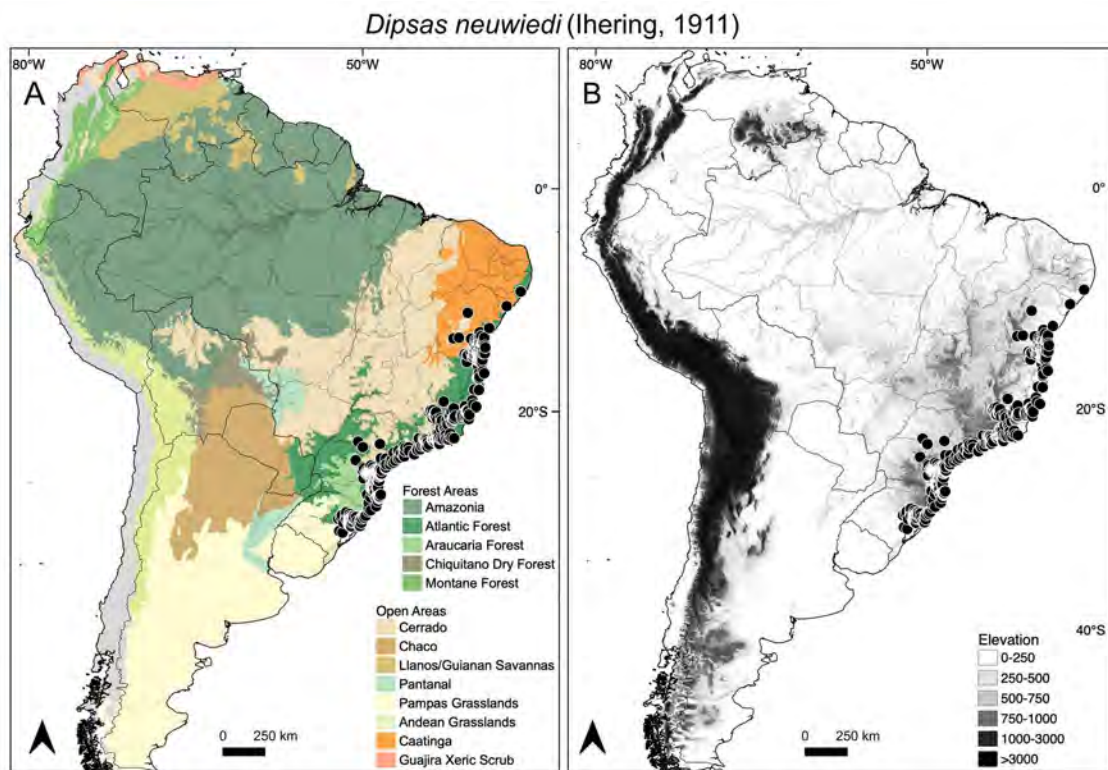 Dipsas neuwiedi (Ihering, 1911)
80°W
50°W
A
0°
20°S
Forest Areas
Amazonia
Atlantic Forest
Araucaria Forest
Chiquitano Dry Forest
Montane Forest
Open Areas
Cerrado
Chaco
Llanos/Guianan Savannas
Pantanal
Pampas Grasslands
Andean Grasslands
Caatinga
Guajira Xeric Scrub
0 250 km
80°W
50°W
B
0°
20°S
40°S
Elevation
0-250
250-500
500-750
750-1000
1000-3000
>3000
0 250 km